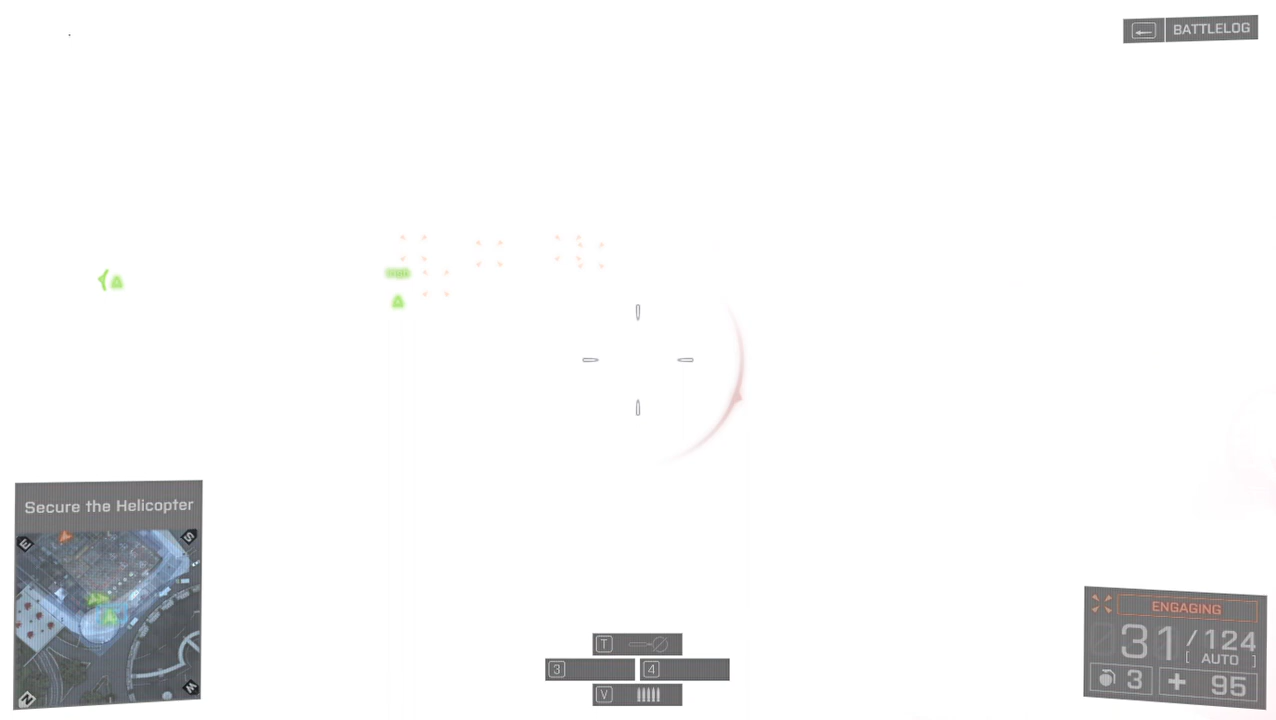 BATTLELOG
Secure the Helicopter
E
S
N
W
T
3
4
V
ENGAGING
31/124
[ AUTO ]
3
95